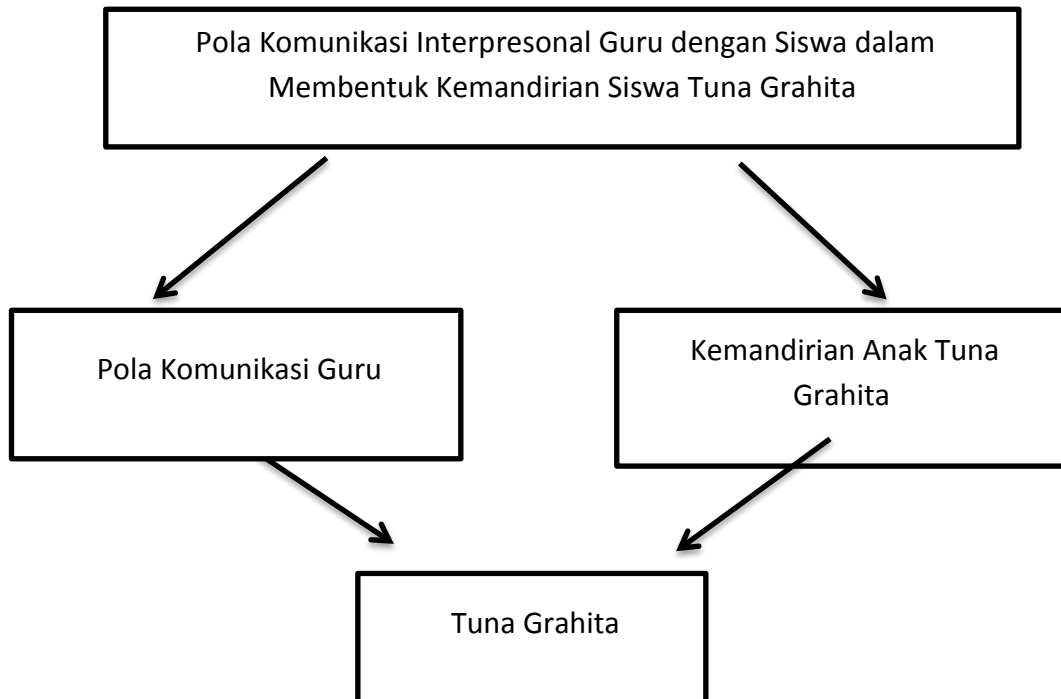 Pola Komunikasi Interpresonal Guru dengan Siswa dalam
Membentuk Kemandirian Siswa Tuna Grahita
Pola Komunikasi Guru
Kemandirian Anak Tuna
Grahita
Tuna Grahita